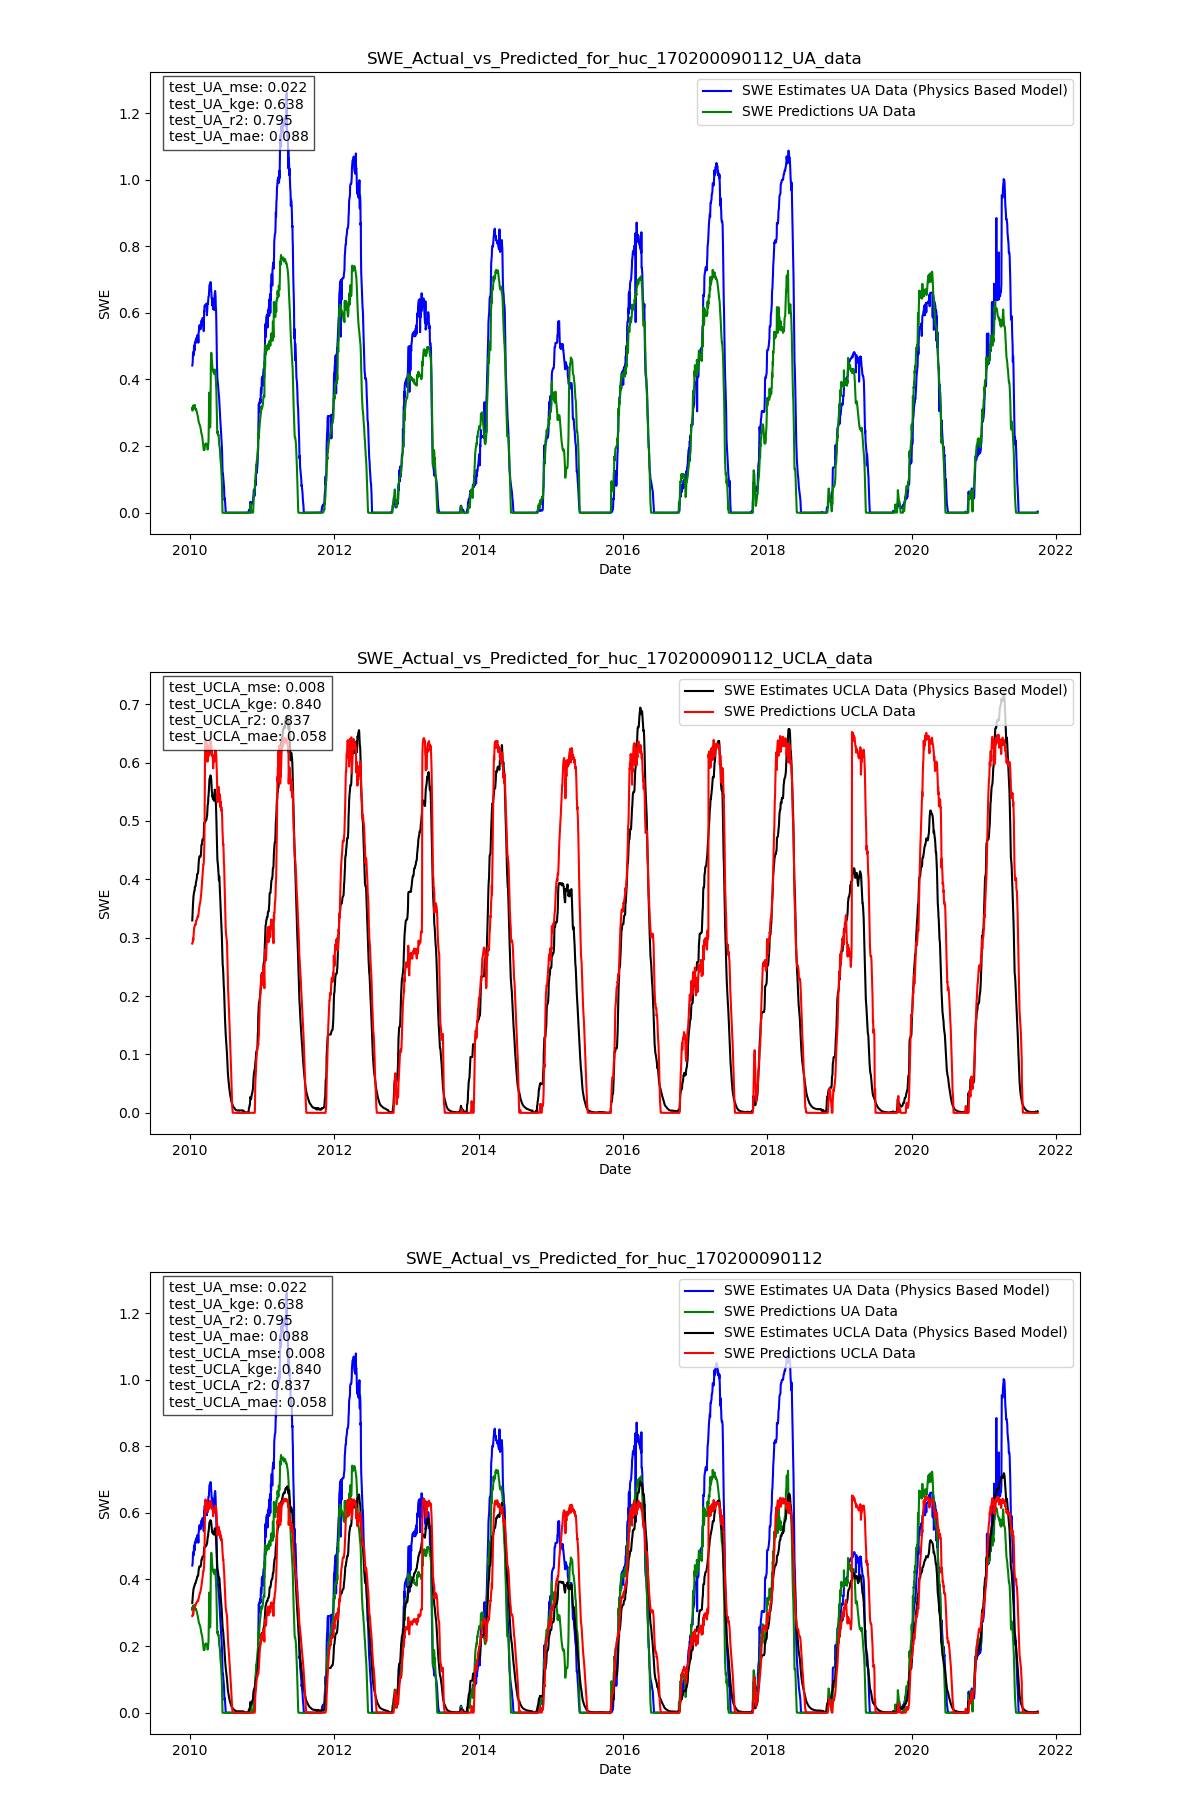 SWE_Actual_vs_Predicted_for_huc_170200090112_UA_data
test_UA_mse: 0.022
test_UA_kge: 0.638
test_UA_r2: 0.795
test_UA_mae: 0.088
SWE Estimates UA Data (Physics Based Model)
SWE Predictions UA Data
1.2
1.0
0.8
0.6
0.4
0.2
0.0
SWE
2010 2012 2014 2016 2018 2020 2022
Date
SWE_Actual_vs_Predicted_for_huc_170200090112_UCLA_data
test_UCLA_mse: 0.008
test_UCLA_kge: 0.840
test_UCLA_r2: 0.837
test_UCLA_mae: 0.058
SWE Estimates UCLA Data (Physics Based Model)
SWE Predictions UCLA Data
0.7
0.6
0.5
0.4
0.3
0.2
0.1
0.0
SWE
2010 2012 2014 2016 2018 2020 2022
Date
SWE_Actual_vs_Predicted_for_huc_170200090112
test_UA_mse: 0.022
test_UA_kge: 0.638
test_UA_r2: 0.795
test_UA_mae: 0.088
test_UCLA_mse: 0.008
test_UCLA_kge: 0.840
test_UCLA_r2: 0.837
test_UCLA_mae: 0.058
SWE Estimates UA Data (Physics Based Model)
SWE Predictions UA Data
SWE Estimates UCLA Data (Physics Based Model)
SWE Predictions UCLA Data
1.2
1.0
0.8
0.6
0.4
0.2
0.0
SWE
2010 2012 2014 2016 2018 2020 2022
Date